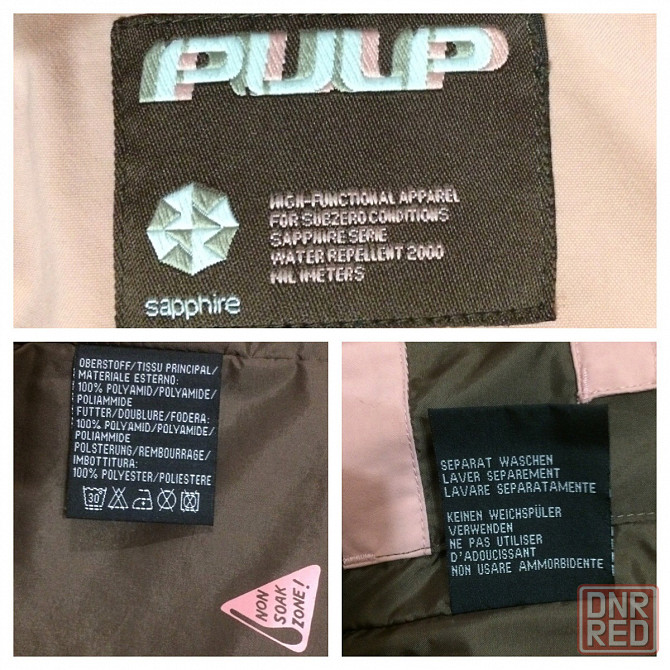 PULP
HIGH-FUNCTIONAL APPAREL
FOR SUBZERO CONDITIONS
SAPPHIRE SERIE
WATER REPELLENT 2000
MILIMETERS
sapphire
OBERSTOFF/TISSU PRINCIPAL/
MATERIALE ESTERNO:
100% POLYAMID/POLYAMIDE/
POLIAMMIDE
FUTTER/DOUBLURE/FODERA:
100% POLYAMID/POLYAMIDE/
POLIAMMIDE
POLSTERUNG/REMBOURRAGE/
IMBOTTITURA:
100% POLYESTER/POLIESTERE
30
NON
SOAK
ZONE!
SEPARAT WASCHEN
LAVER SEPAREMENT
LAVARE SEPARATAMENTE
KEINEN WEICHSPÜLER
VERWENDEN
NE PAS UTILISER
D'ADOUCISSANT
NON USARE AMMORBIDENTE
DNR
RED